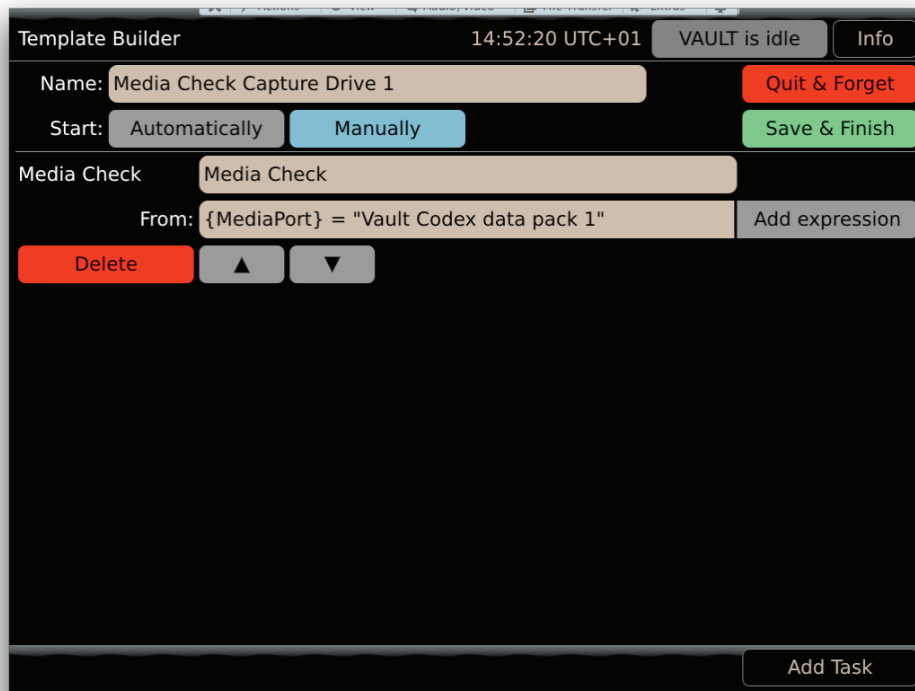 Template Builder 14:52:20 UTC+01 VAULT is idle Info
Name: Media Check Capture Drive 1 Quit & Forget
Start: Automatically Manually Save & Finish
Media Check Media Check
From: {MediaPort} = "Vault Codex data pack 1" Add expression
Delete ▲ ▼
Add Task